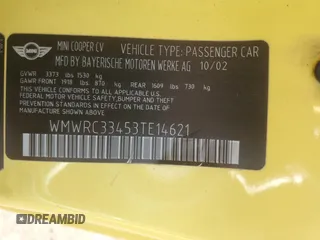 MINI
MINI COOPER CV VEHICLE TYPE: PASSENGER CAR
MFD BY BAYERISCHE MOTOREN WERKE AG 10/02
GVWR 3373 lbs 1530 kg
GAWR FRONT 1918 lbs 870 kg GAWR REAR 1609 lbs 730 kg
THIS VEHICLE CONFORMS TO ALL APPLICABLE
FEDERAL MOTOR VEHICLE SAFETY, BUMPER AND
THEFT PREVENTION STANDARDS IN EFFECT ON THE
DATE OF MANUFACTURE SHOWN ABOVE.
WMWRC33453TE14621
DREAMBID